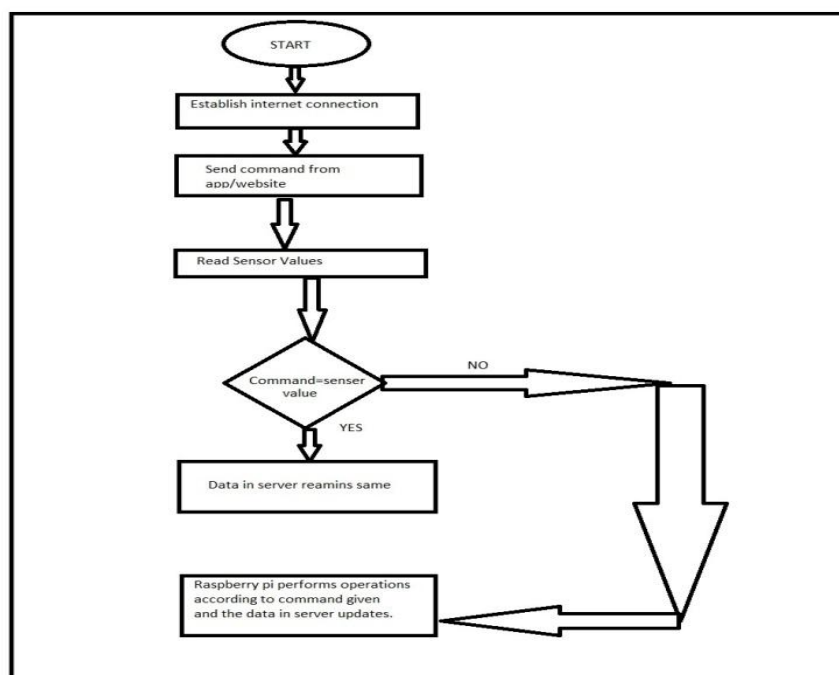 START
Establish internet connection
Send command from
app/website
Read Sensor Values
Command=senser
value
NO
YES
Data in server reamins same
Raspberry pi performs operations
according to command given
and the data in server updates.